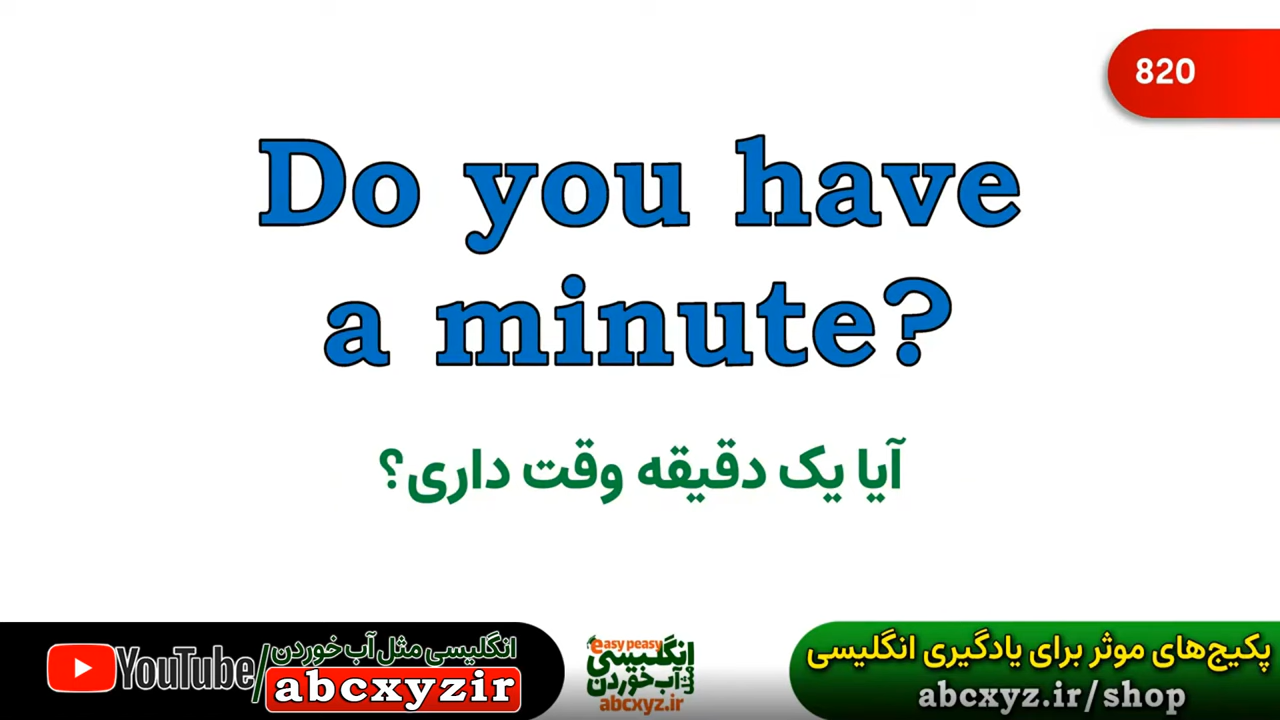 820
Do you have
a minute?
آیا یک دقیقه وقت داری؟
YouTube/
انگلیسی مثل آب خوردن
abcxyzir
easy peasy
انگلیسی
مثل
آب خوردن
abcxyz.ir
پکیج‌های موثر برای یادگیری انگلیسی
abcxyz.ir/shop